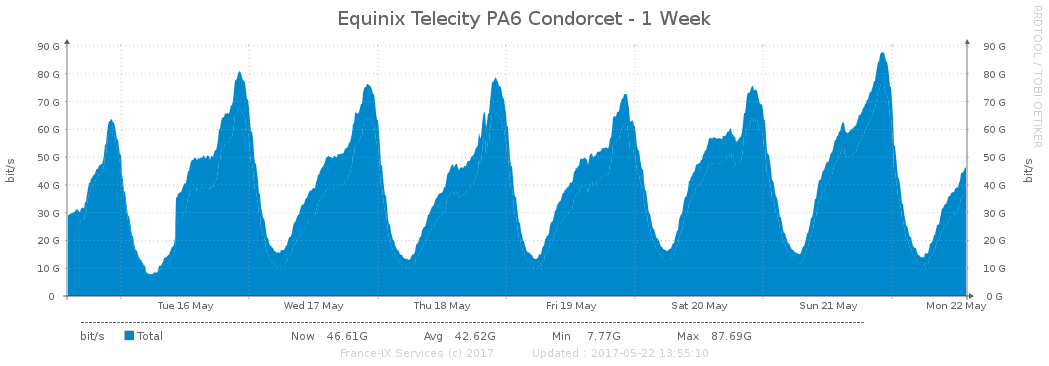 Equinix Telecity PA6 Condorcet - 1 Week
RRDTOOL / TOBI OETIKER
90 G 90 G
80 G 80 G
70 G 70 G
60 G 60 G
50 G 50 G
40 G 40 G
30 G 30 G
20 G 20 G
10 G 10 G
0 0 G
bit/s
bit/s
Tue 16 May Wed 17 May Thu 18 May Fri 19 May Sat 20 May Sun 21 May Mon 22 May
bit/s Total Now 46.61G Avg 42.62G Min 7.77G Max 87.69G
France-IX Services (c) 2017 Updated : 2017-05-22 13:55:10